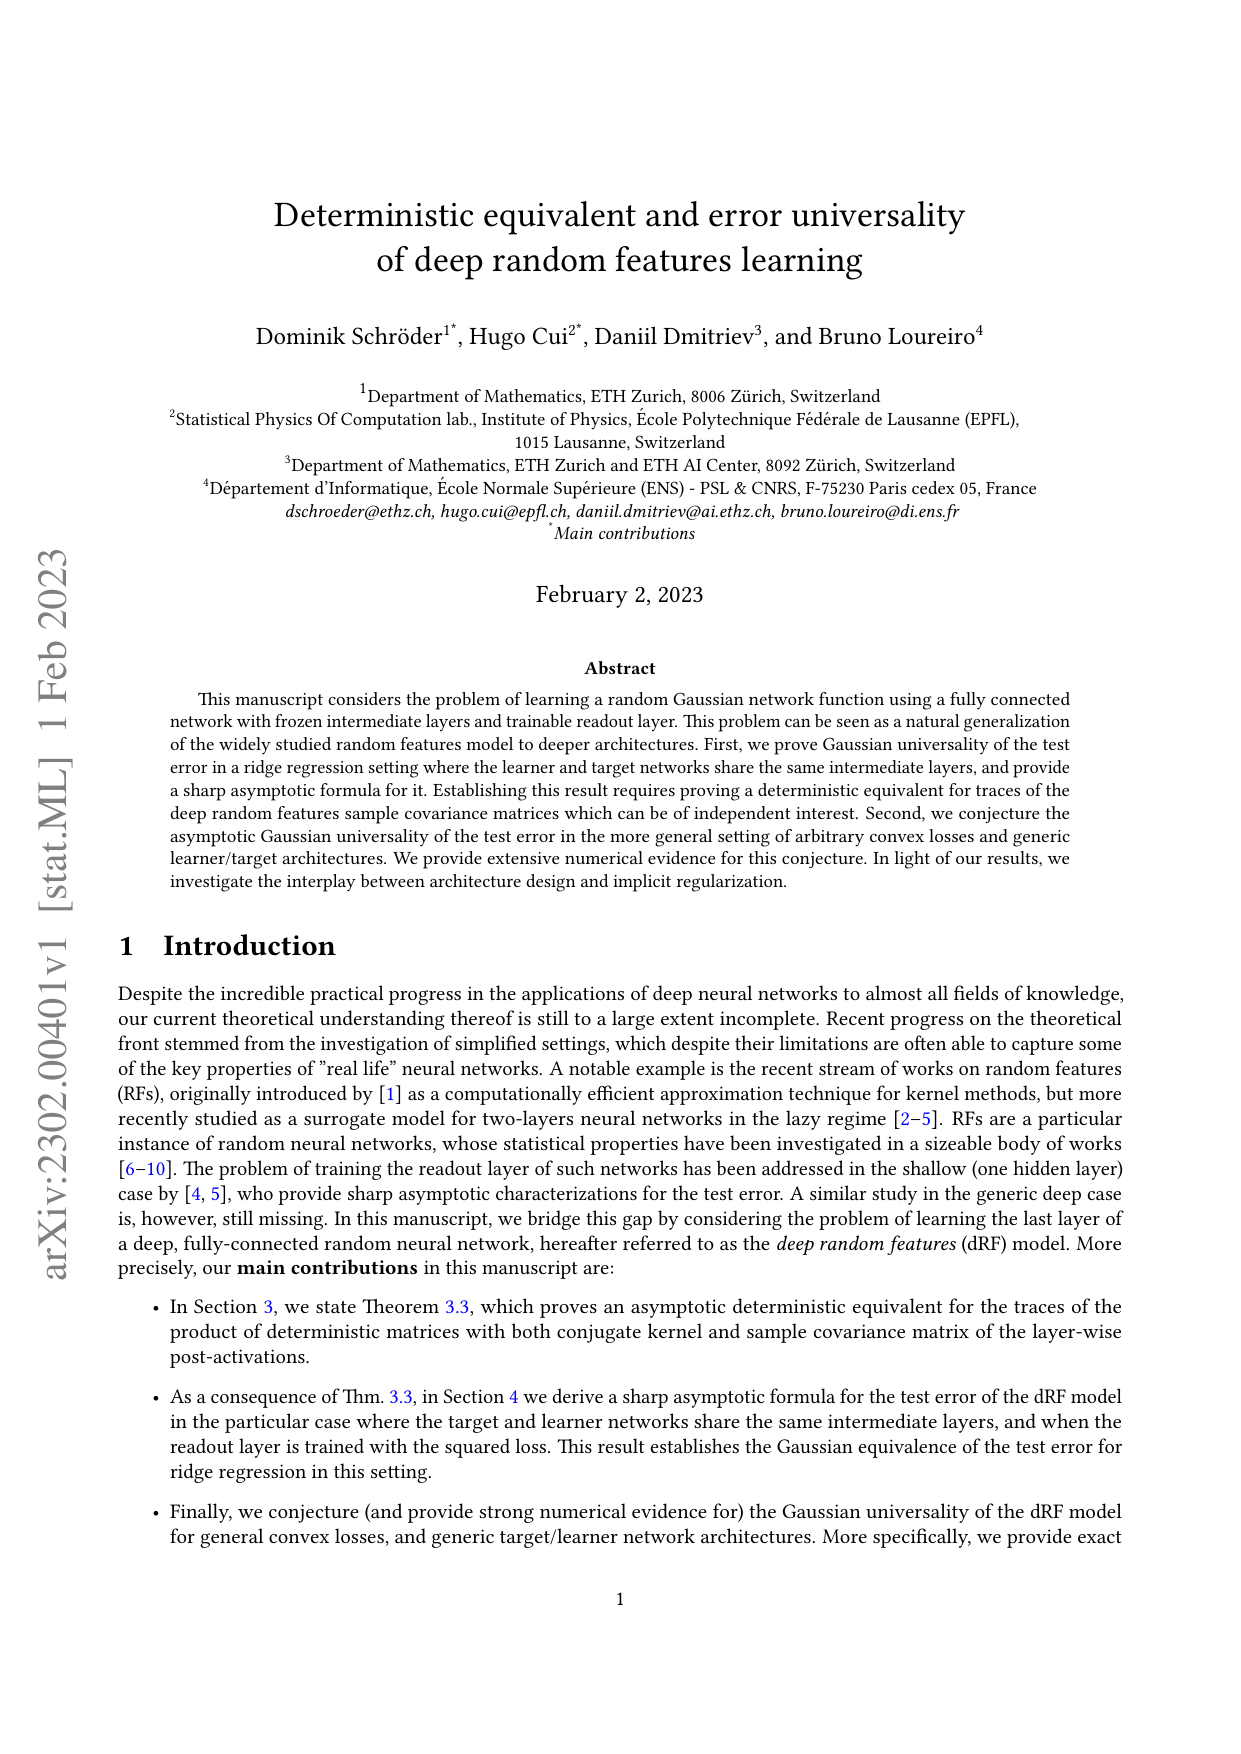 Deterministic equivalent and error universality
of deep random features learning
Dominik Schröder1*, Hugo Cui2*, Daniil Dmitriev3, and Bruno Loureiro4
1Department of Mathematics, ETH Zurich, 8006 Zürich, Switzerland
2Statistical Physics Of Computation lab., Institute of Physics, École Polytechnique Fédérale de Lausanne (EPFL),
1015 Lausanne, Switzerland
3Department of Mathematics, ETH Zurich and ETH AI Center, 8092 Zürich, Switzerland
4Département d'Informatique, École Normale Supérieure (ENS) - PSL & CNRS, F-75230 Paris cedex 05, France
dschroeder@ethz.ch, hugo.cui@epfl.ch, daniil.dmitriev@ai.ethz.ch, bruno.loureiro@di.ens.fr
*Main contributions
February 2, 2023
Abstract
This manuscript considers the problem of learning a random Gaussian network function using a fully connected
network with frozen intermediate layers and trainable readout layer. This problem can be seen as a natural generalization
of the widely studied random features model to deeper architectures. First, we prove Gaussian universality of the test
error in a ridge regression setting where the learner and target networks share the same intermediate layers, and provide
a sharp asymptotic formula for it. Establishing this result requires proving a deterministic equivalent for traces of the
deep random features sample covariance matrices which can be of independent interest. Second, we conjecture the
asymptotic Gaussian universality of the test error in the more general setting of arbitrary convex losses and generic
learner/target architectures. We provide extensive numerical evidence for this conjecture. In light of our results, we
investigate the interplay between architecture design and implicit regularization.
1 Introduction
Despite the incredible practical progress in the applications of deep neural networks to almost all fields of knowledge,
our current theoretical understanding thereof is still to a large extent incomplete. Recent progress on the theoretical
front stemmed from the investigation of simplified settings, which despite their limitations are often able to capture some
of the key properties of ”real life” neural networks. A notable example is the recent stream of works on random features
(RFs), originally introduced by [1] as a computationally efficient approximation technique for kernel methods, but more
recently studied as a surrogate model for two-layers neural networks in the lazy regime [2–5]. RFs are a particular
instance of random neural networks, whose statistical properties have been investigated in a sizeable body of works
[6–10]. The problem of training the readout layer of such networks has been addressed in the shallow (one hidden layer)
case by [4, 5], who provide sharp asymptotic characterizations for the test error. A similar study in the generic deep case
is, however, still missing. In this manuscript, we bridge this gap by considering the problem of learning the last layer of
a deep, fully-connected random neural network, hereafter referred to as the deep random features (dRF) model. More
precisely, our main contributions in this manuscript are:
• In Section 3, we state Theorem 3.3, which proves an asymptotic deterministic equivalent for the traces of the
product of deterministic matrices with both conjugate kernel and sample covariance matrix of the layer-wise
post-activations.
• As a consequence of Thm. 3.3, in Section 4 we derive a sharp asymptotic formula for the test error of the dRF model
in the particular case where the target and learner networks share the same intermediate layers, and when the
readout layer is trained with the squared loss. This result establishes the Gaussian equivalence of the test error for
ridge regression in this setting.
• Finally, we conjecture (and provide strong numerical evidence for) the Gaussian universality of the dRF model
for general convex losses, and generic target/learner network architectures. More specifically, we provide exact
1
arXiv:2302.00401v1 [stat.ML] 1 Feb 2023